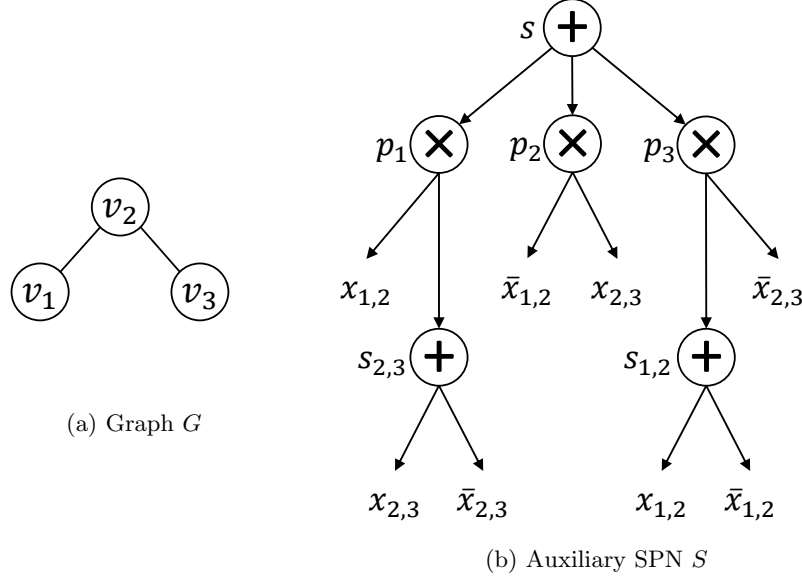 s +
p₁ × p₂ × p₃ ×
v₂
v₁ v₃
x₁,₂ x̄₁,₂ x₂,₃ x̄₂,₃
s₂,₃ + s₁,₂ +
(a) Graph G
x₂,₃ x̄₂,₃ x₁,₂ x̄₁,₂
(b) Auxiliary SPN S